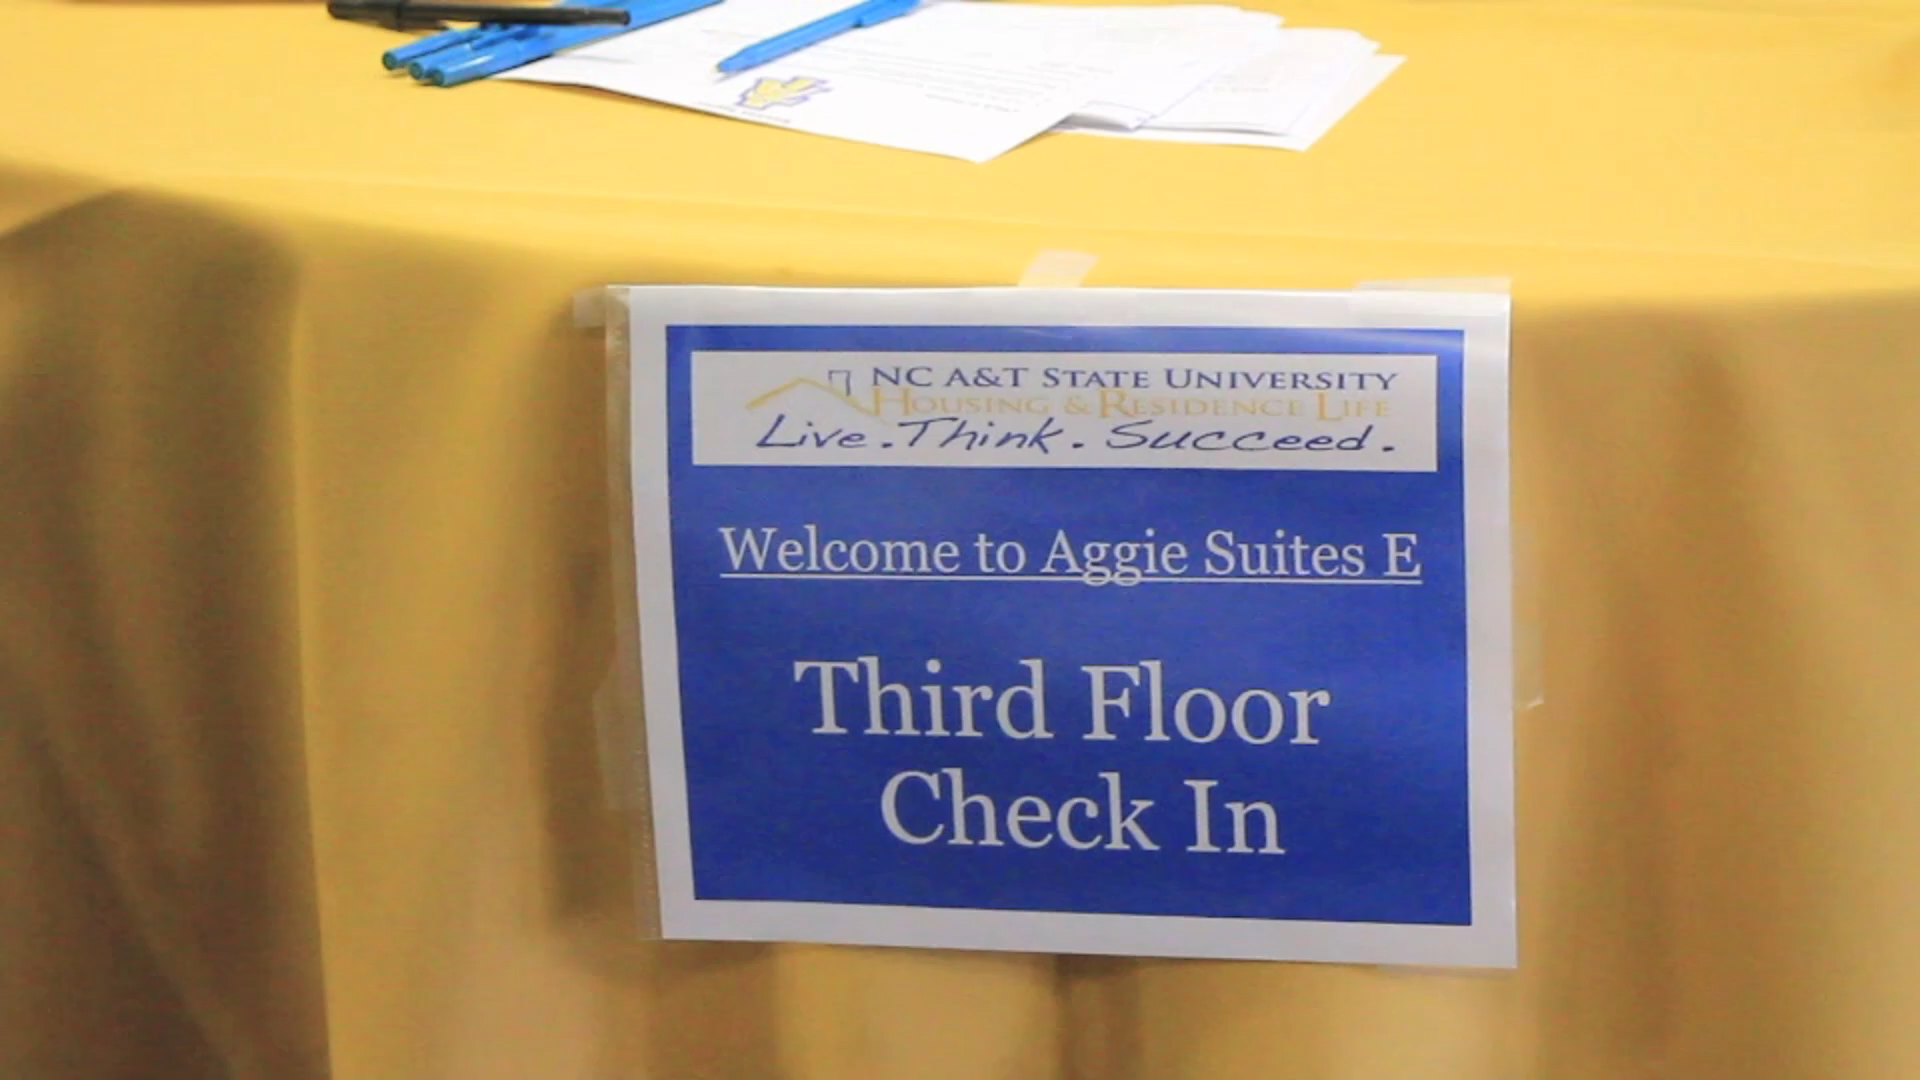 NC A&T STATE UNIVERSITY
HOUSING & RESIDENCE LIFE
Live. Think. Succeed.
Welcome to Aggie Suites E
Third Floor
Check In